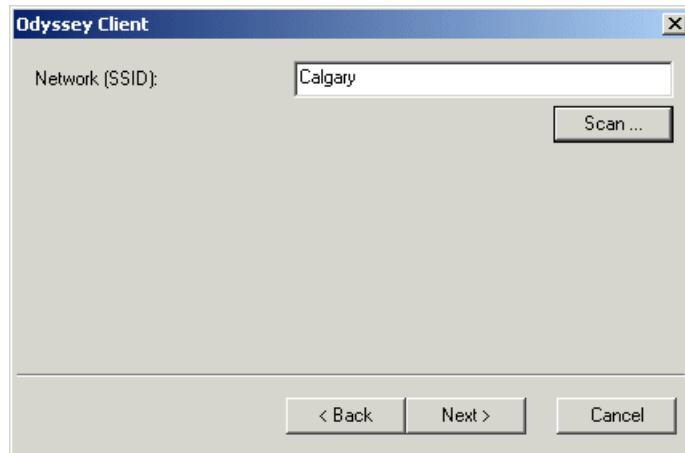 Odyssey Client
Network (SSID): Calgary
Scan ...
< Back Next > Cancel